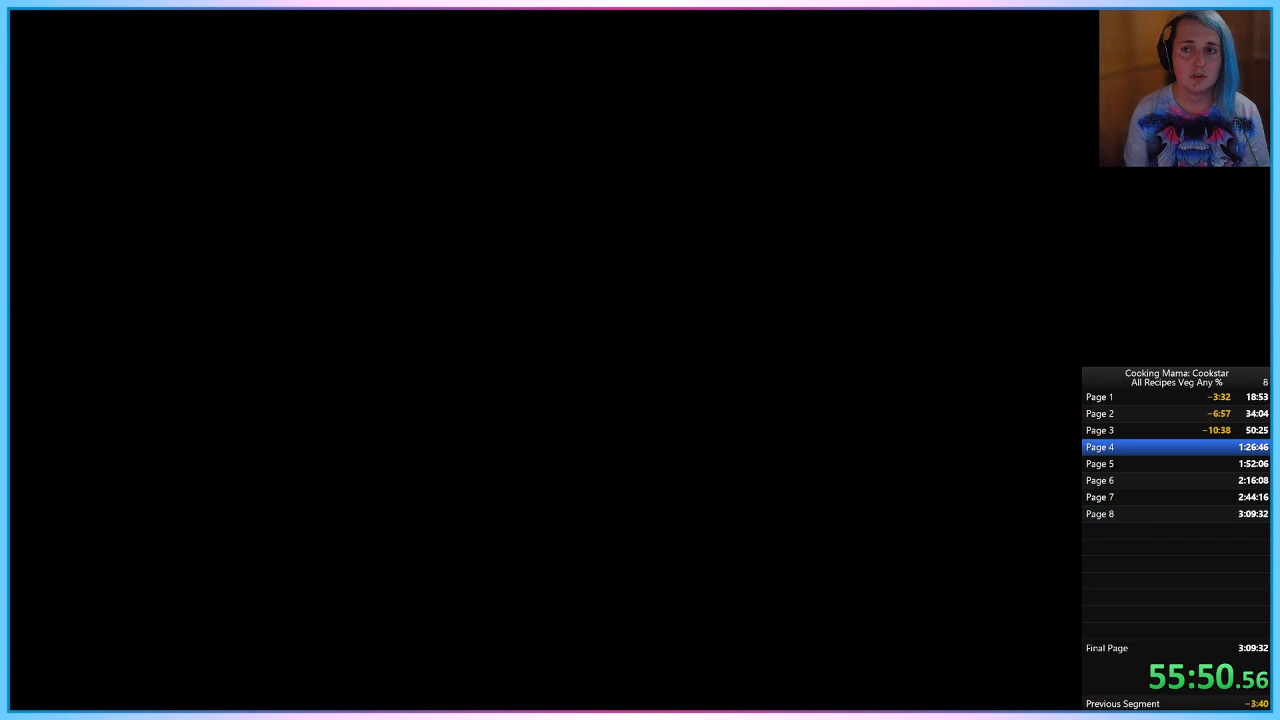 Cooking Mama: Cookstar
All Recipes Veg Any % 8
Page 1 −3:32 18:53
Page 2 −6:57 34:04
Page 3 −10:38 50:25
Page 4 1:26:46
Page 5 1:52:06
Page 6 2:16:08
Page 7 2:44:16
Page 8 3:09:32
Final Page 3:09:32
55:50.56
Previous Segment −3:40